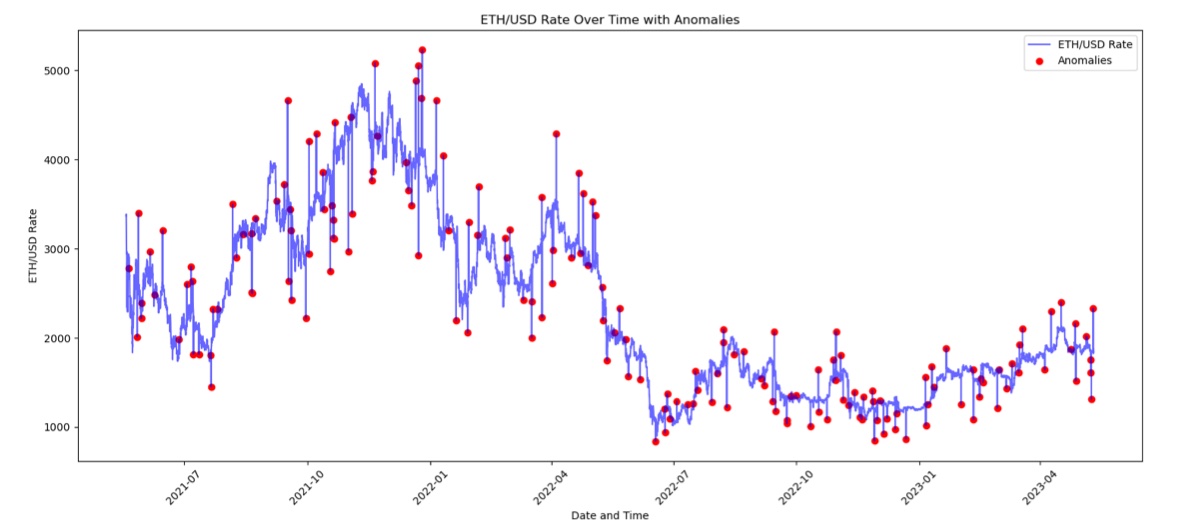 ETH/USD Rate Over Time with Anomalies
ETH/USD Rate
Anomalies
5000
4000
3000
2000
1000
ETH/USD Rate
2021-07
2021-10
2022-01
2022-04
2022-07
2022-10
2023-01
2023-04
Date and Time